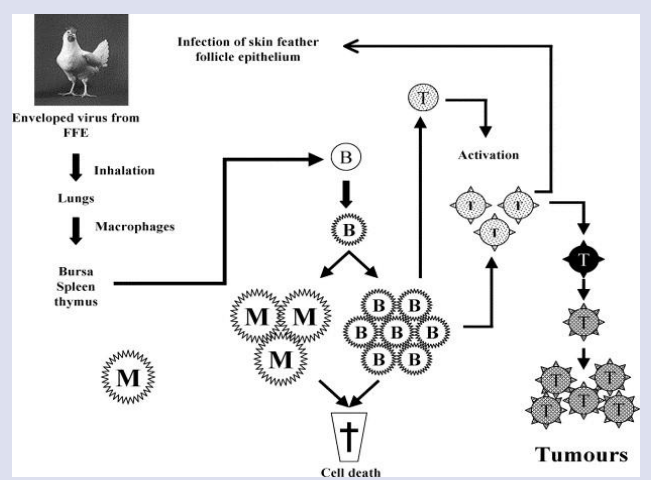 Infection of skin feather
follicle epithelium
Enveloped virus from
FFE
Inhalation
Lungs
Macrophages
Bursa
Spleen
thymus
M
B
B
M M
M
B B
B B B
B B
Cell death
T
Activation
T T
T
T
T
T T
T T T
Tumours